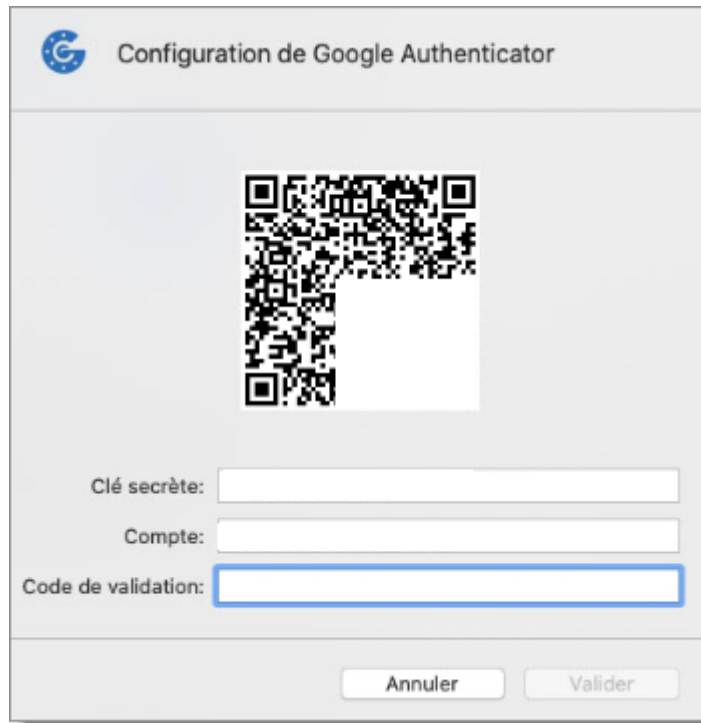 Configuration de Google Authenticator
Clé secrète:
Compte:
Code de validation:
Annuler
Valider